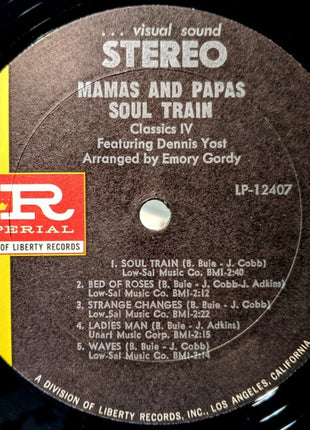 ... visual sound
STEREO
MAMAS AND PAPAS
SOUL TRAIN
Classics IV
Featuring Dennis Yost
Arranged by Emory Gordy
LP-12407
IR
PERIAL
OF LIBERTY RECORDS
1. SOUL TRAIN (B. Buie - J. Cobb)
Low-Sal Music Co. BMI-2:40
2. BED OF ROSES (B. Buie - J. Cobb-J. Adkins)
Low-Sal Music Co. BMI-2:12
3. STRANGE CHANGES (B. Buie - J. Cobb)
Low-Sal Music Co. BMI-2:22
4. LADIES MAN (B. Buie - J. Adkins)
Unart Music Corp. BMI-2:15
5. WAVES (B. Buie - J. Cobb)
Low-Sal Music Co. BMI-2:14
A DIVISION OF LIBERTY RECORDS, INC., LOS ANGELES, CALIFORNIA